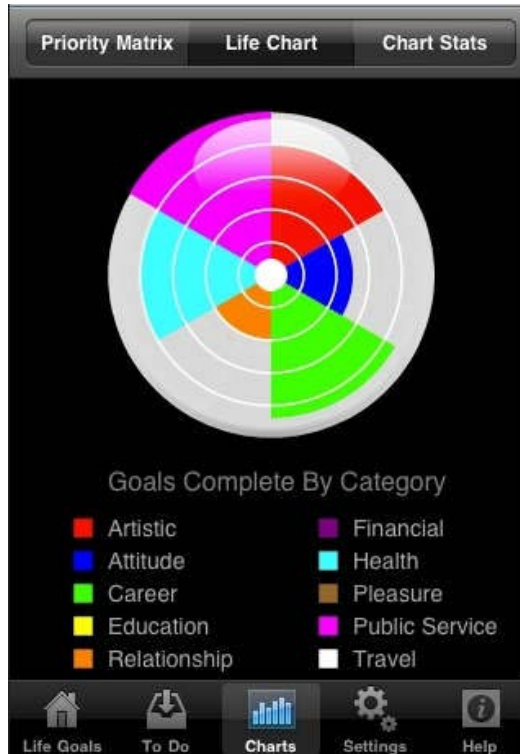 Priority Matrix Life Chart Chart Stats
Goals Complete By Category
Artistic Financial
Attitude Health
Career Pleasure
Education Public Service
Relationship Travel
Life Goals To Do Charts Settings Help